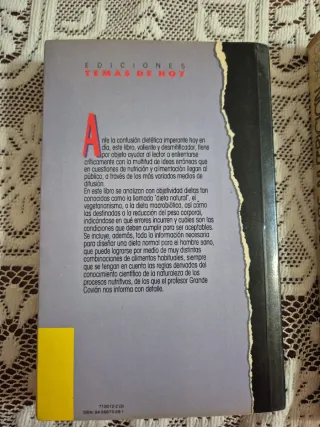 EDICIONES
TEMAS DE HOY
Ante la confusión dietética imperante hoy en
día, este libro, valiente y desmitificador, tiene
por objeto ayudar al lector a enfrentarse
críticamente con la multitud de ideas erróneas que
en cuestiones de nutrición y alimentación llegan al
público, a través de los más variados medios de
difusión.
En este libro se analizan con objetividad dietas tan
conocidas como la llamada "dieta natural", el
vegetarianismo, o la dieta macrobiótica, así como
las destinadas a la reducción del peso corporal,
indicándose en qué errores incurren y cuáles son las
condiciones que deben cumplir para ser aceptables.
Se incluye, además, toda la información necesaria
para diseñar una dieta normal para el hombre sano,
que puede lograrse por medio de muy distintas
combinaciones de alimentos habituales, siempre
que se tengan en cuenta las reglas derivadas del
conocimiento científico de la naturaleza de los
procesos nutritivos, de los que el profesor Grande
Covián nos informa con detalle.